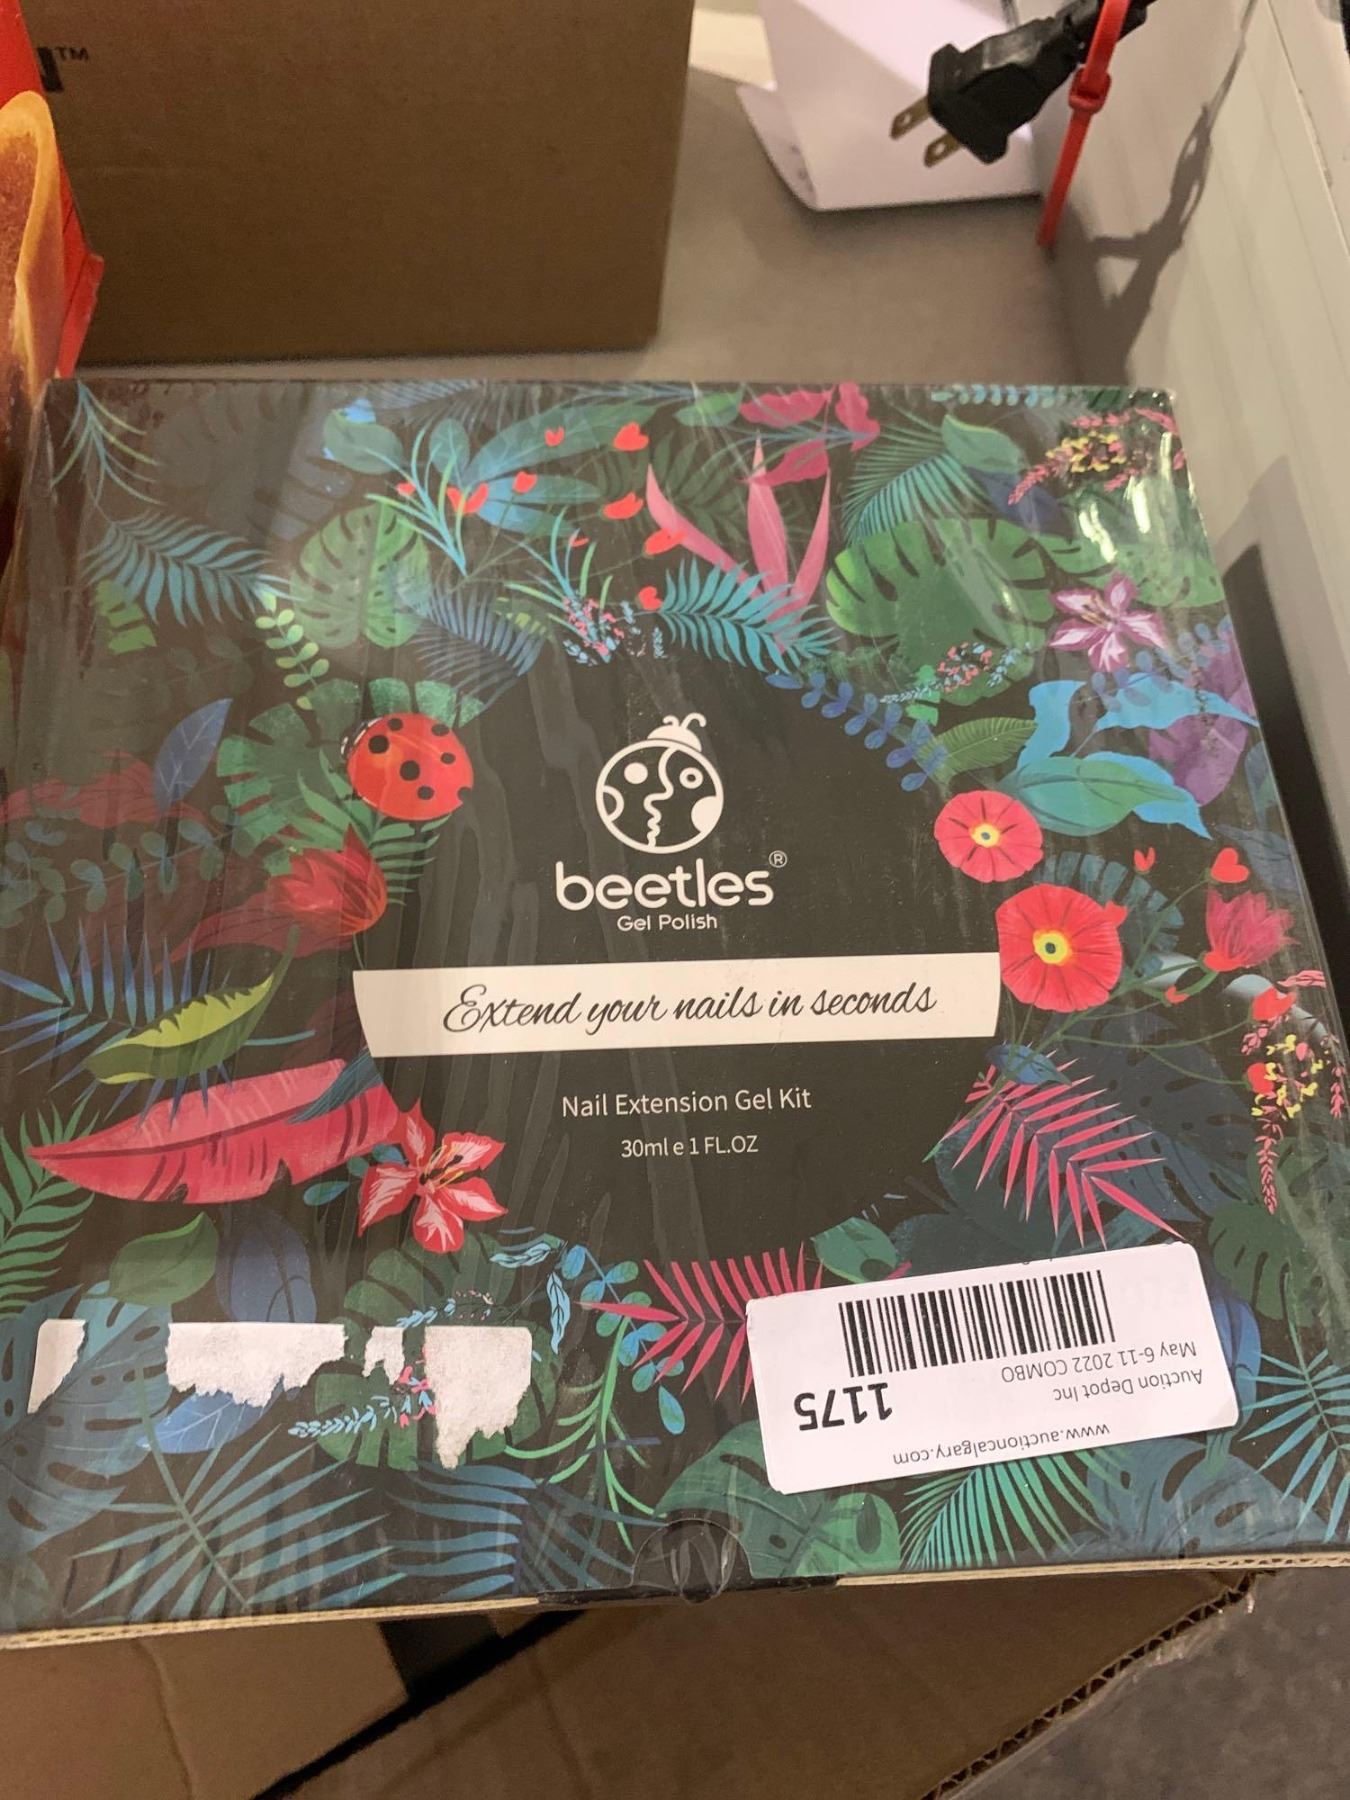 TM
beetles®
Gel Polish
Extend your nails in seconds
Nail Extension Gel Kit
30ml e 1 FL.OZ
www.auctioncalgary.com
1175
Auction Depot Inc
May 6-11 2022 COMBO